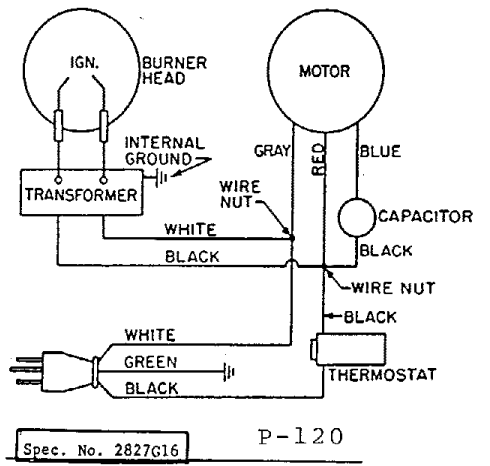 IGN.
BURNER
HEAD
MOTOR
INTERNAL
GROUND
GRAY
RED
BLUE
TRANSFORMER
WIRE
NUT
CAPACITOR
WHITE
BLACK
BLACK
WIRE NUT
BLACK
WHITE
GREEN
BLACK
THERMOSTAT
P-120
Spec. No. 2827G16